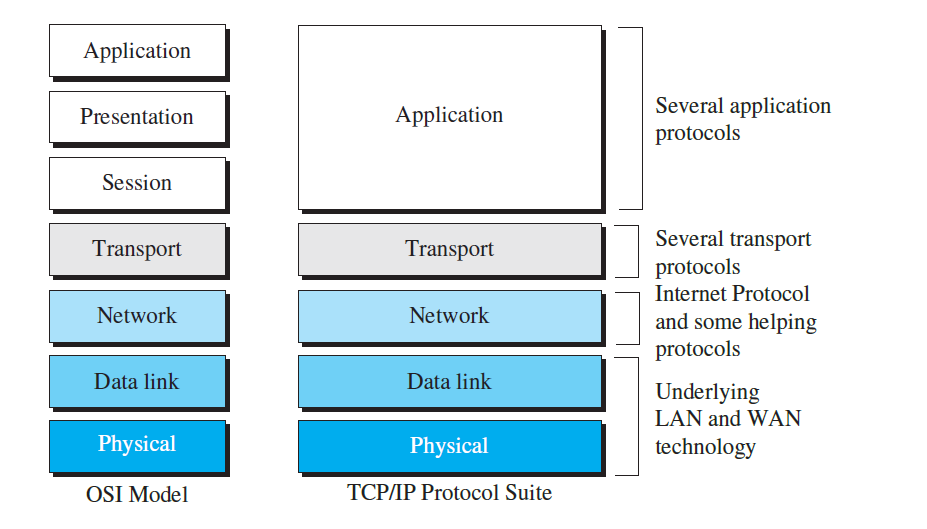 Application
Presentation
Session
Transport
Network
Data link
Physical
OSI Model
Application
Transport
Network
Data link
Physical
TCP/IP Protocol Suite
Several application
protocols
Several transport
protocols
Internet Protocol
and some helping
protocols
Underlying
LAN and WAN
technology